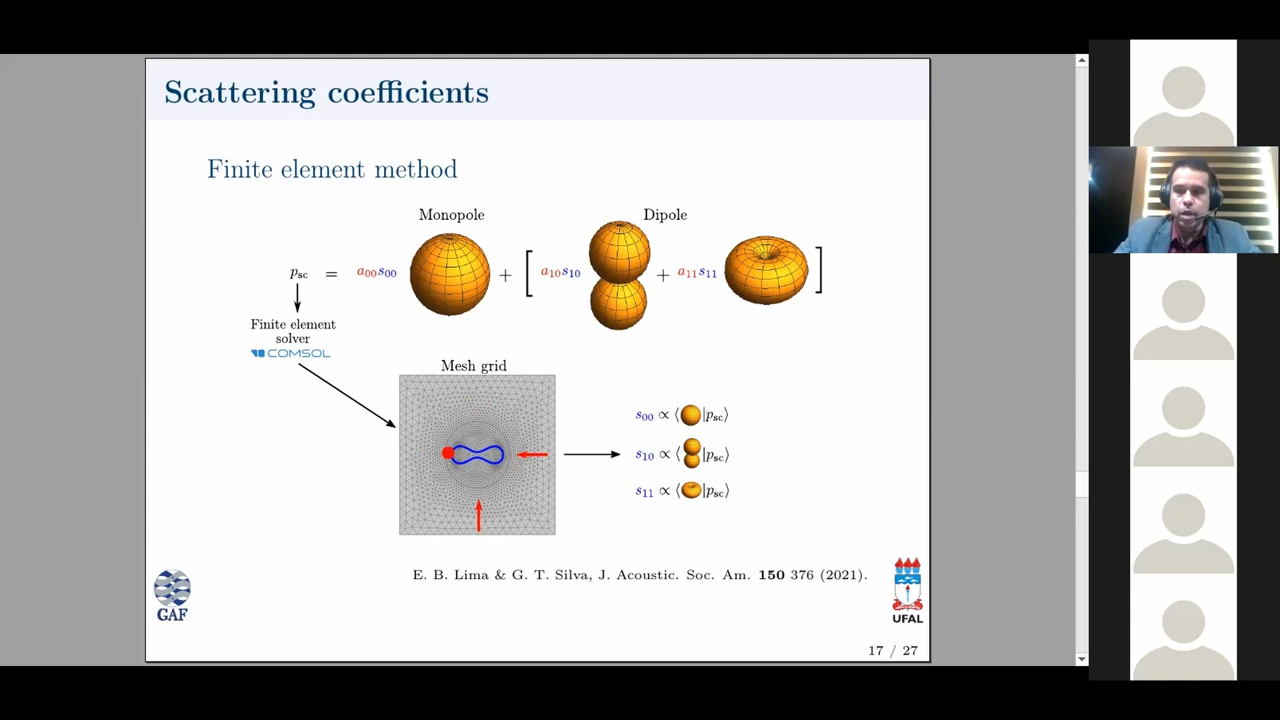 Scattering coefficients
Finite element method
Monopole
Dipole
p_sc = a_00 s_00 + [ a_10 s_10 + a_11 s_11 ]
Finite element
solver
COMSOL
Mesh grid
s_00 ∝ ⟨ |p_sc⟩
s_10 ∝ ⟨ |p_sc⟩
s_11 ∝ ⟨ |p_sc⟩
E. B. Lima & G. T. Silva, J. Acoustic. Soc. Am. 150 376 (2021).
GAF
UFAL
17 / 27